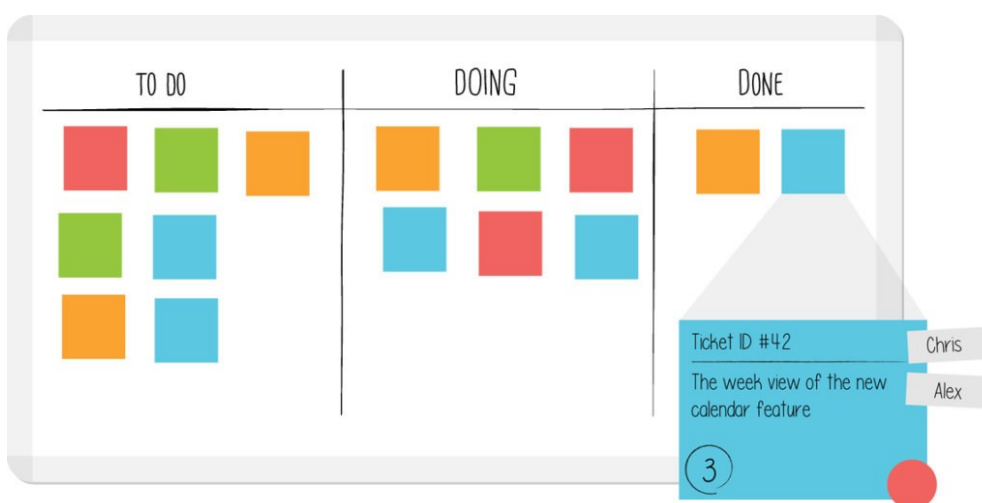 TO DO
DOING
DONE
Ticket ID #42
Chris
The week view of the new
calendar feature
Alex
3